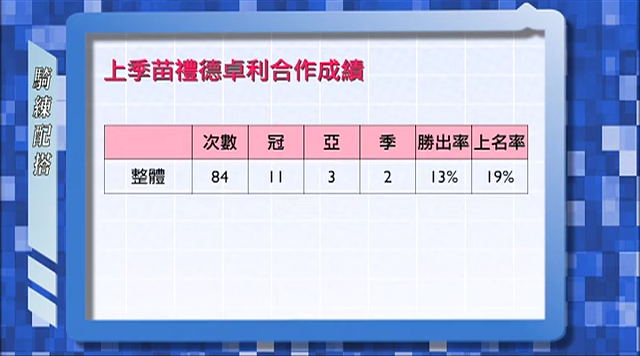 騎練配搭
上季苗禮德卓利合作成績
次數 冠 亞 季 勝出率 上名率
整體 84 11 3 2 13% 19%